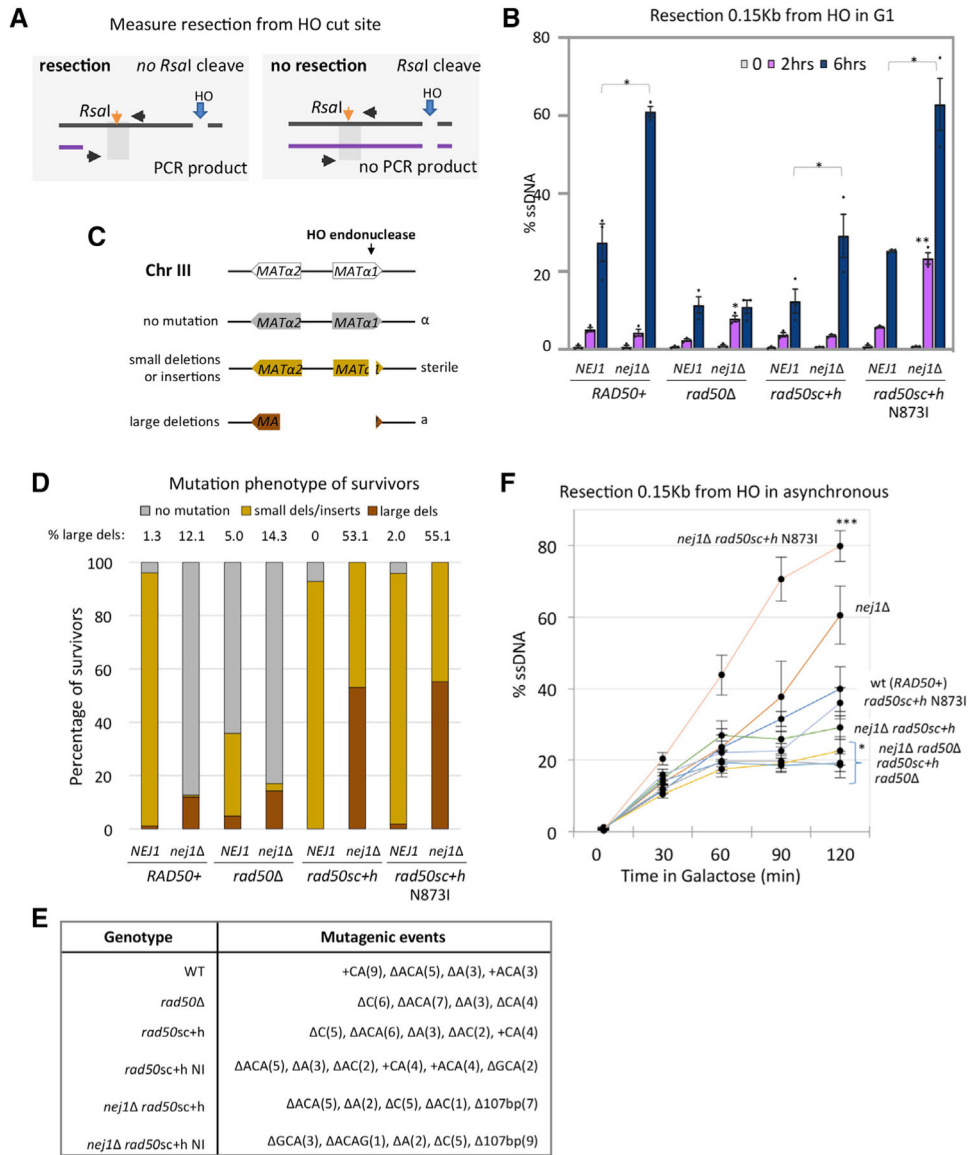 A
Measure resection from HO cut site
resection
no RsaI cleave
HO
RsaI
PCR product
no resection
RsaI cleave
HO
RsaI
no PCR product
B
Resection 0.15Kb from HO in G1
0 2hrs 6hrs
% ssDNA
80
60
40
20
0
* * * * **
NEJ1 nej1Δ NEJ1 nej1Δ NEJ1 nej1Δ NEJ1 nej1Δ
RAD50+ rad50Δ rad50sc+h rad50sc+h
N873I
C
HO endonuclease
Chr III MATα2 MATα1
no mutation MATα2 MATα1 α
small deletions
or insertions
MATα2 sterile
large deletions MA a
D
Mutation phenotype of survivors
no mutation small dels/inserts large dels
% large dels: 1.3 12.1 5.0 14.3 0 53.1 2.0 55.1
Percentage of survivors
100
80
60
40
20
0
NEJ1 nej1Δ NEJ1 nej1Δ NEJ1 nej1Δ NEJ1 nej1Δ
RAD50+ rad50Δ rad50sc+h rad50sc+h
N873I
F
Resection 0.15Kb from HO in asynchronous
% ssDNA
80
60
40
20
0
0 30 60 90 120
Time in Galactose (min)
***
nej1Δ rad50sc+h N873I
nej1Δ
wt (RAD50+)
rad50sc+h N873I
nej1Δ rad50sc+h
* nej1Δ rad50Δ
rad50sc+h
rad50Δ
E
Genotype Mutagenic events
WT +CA(9), ΔACA(5), ΔA(3), +ACA(3)
rad50Δ ΔC(6), ΔACA(7), ΔA(3), ΔCA(4)
rad50sc+h ΔC(5), ΔACA(6), ΔA(3), ΔAC(2), +CA(4)
rad50sc+h NI ΔACA(5), ΔA(3), ΔAC(2), +CA(4), +ACA(4), ΔGCA(2)
nej1Δ rad50sc+h ΔACA(5), ΔA(2), ΔC(5), ΔAC(1), Δ107bp(7)
nej1Δ rad50sc+h NI ΔGCA(3), ΔACAG(1), ΔA(2), ΔC(5), Δ107bp(9)